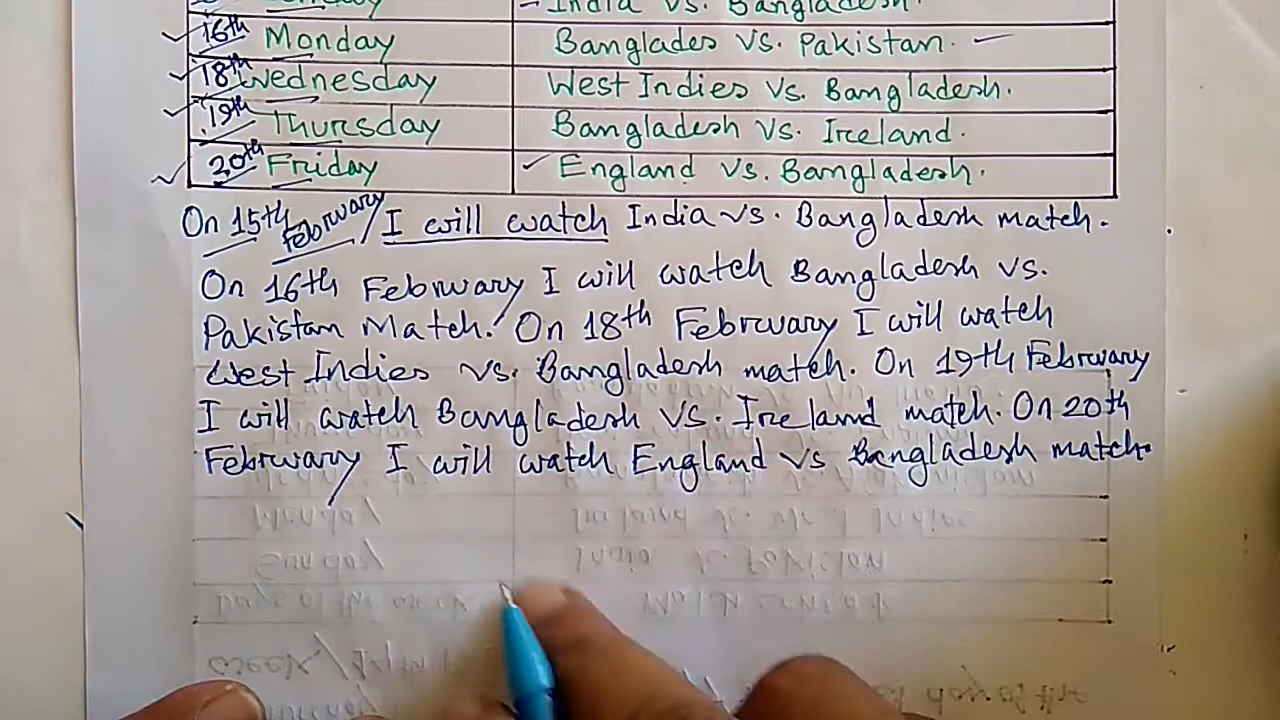 India vs. Bangladesh.
16th Monday Banglades vs. Pakistan.
18th Wednesday West Indies vs. Bangladesh.
19th Thursday Bangladesh vs. Ireland.
20th Friday England vs. Bangladesh.
On 15th February/I will watch India vs. Bangladesh match.
On 16th February I will watch Bangladesh vs.
Pakistan Match. On 18th February I will watch
West Indies vs. Bangladesh match. On 19th February
I will watch Bangladesh vs. Ireland match. On 20th
February I will watch England vs Bangladesh match.